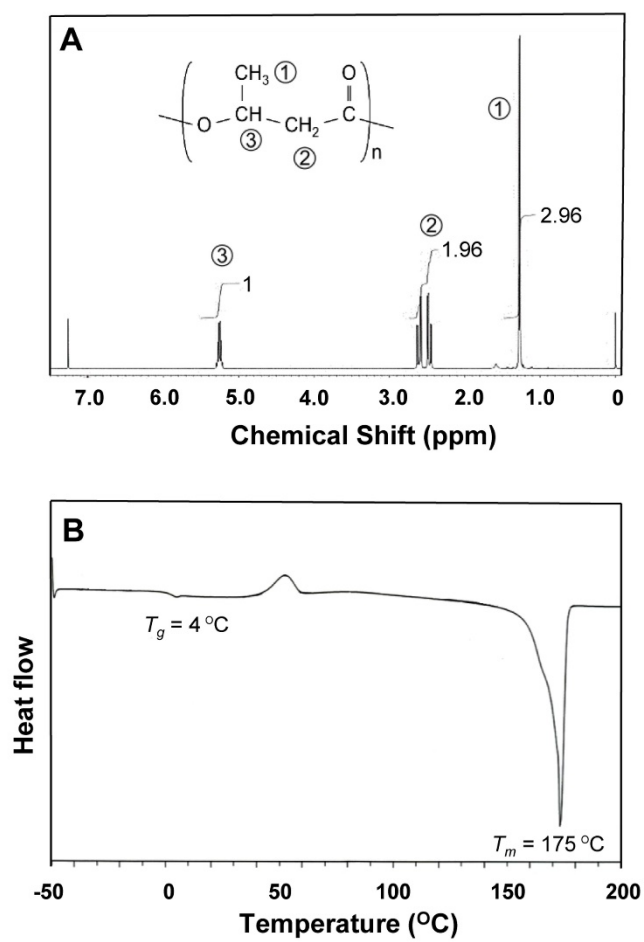 A
CH₃ ① O
O CH CH₂ C
③ ② n
①
2.96
②
1.96
③
1
7.0 6.0 5.0 4.0 3.0 2.0 1.0 0
Chemical Shift (ppm)
B
Tg = 4 °C
Heat flow
Tm = 175 °C
-50 0 50 100 150 200
Temperature (°C)